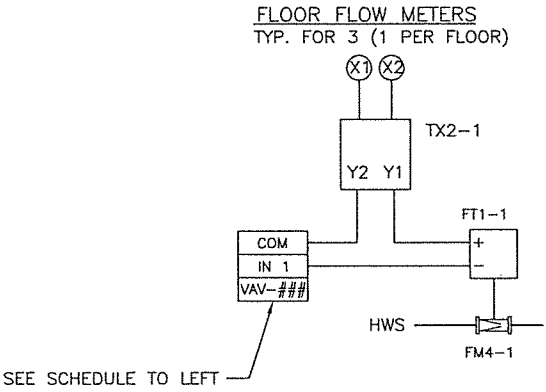 FLOOR FLOW METERS
TYP. FOR 3 (1 PER FLOOR)
X1 X2
TX2-1
Y2 Y1
FT1-1
COM
+
IN 1
-
VAV-###
HWS
FM4-1
SEE SCHEDULE TO LEFT